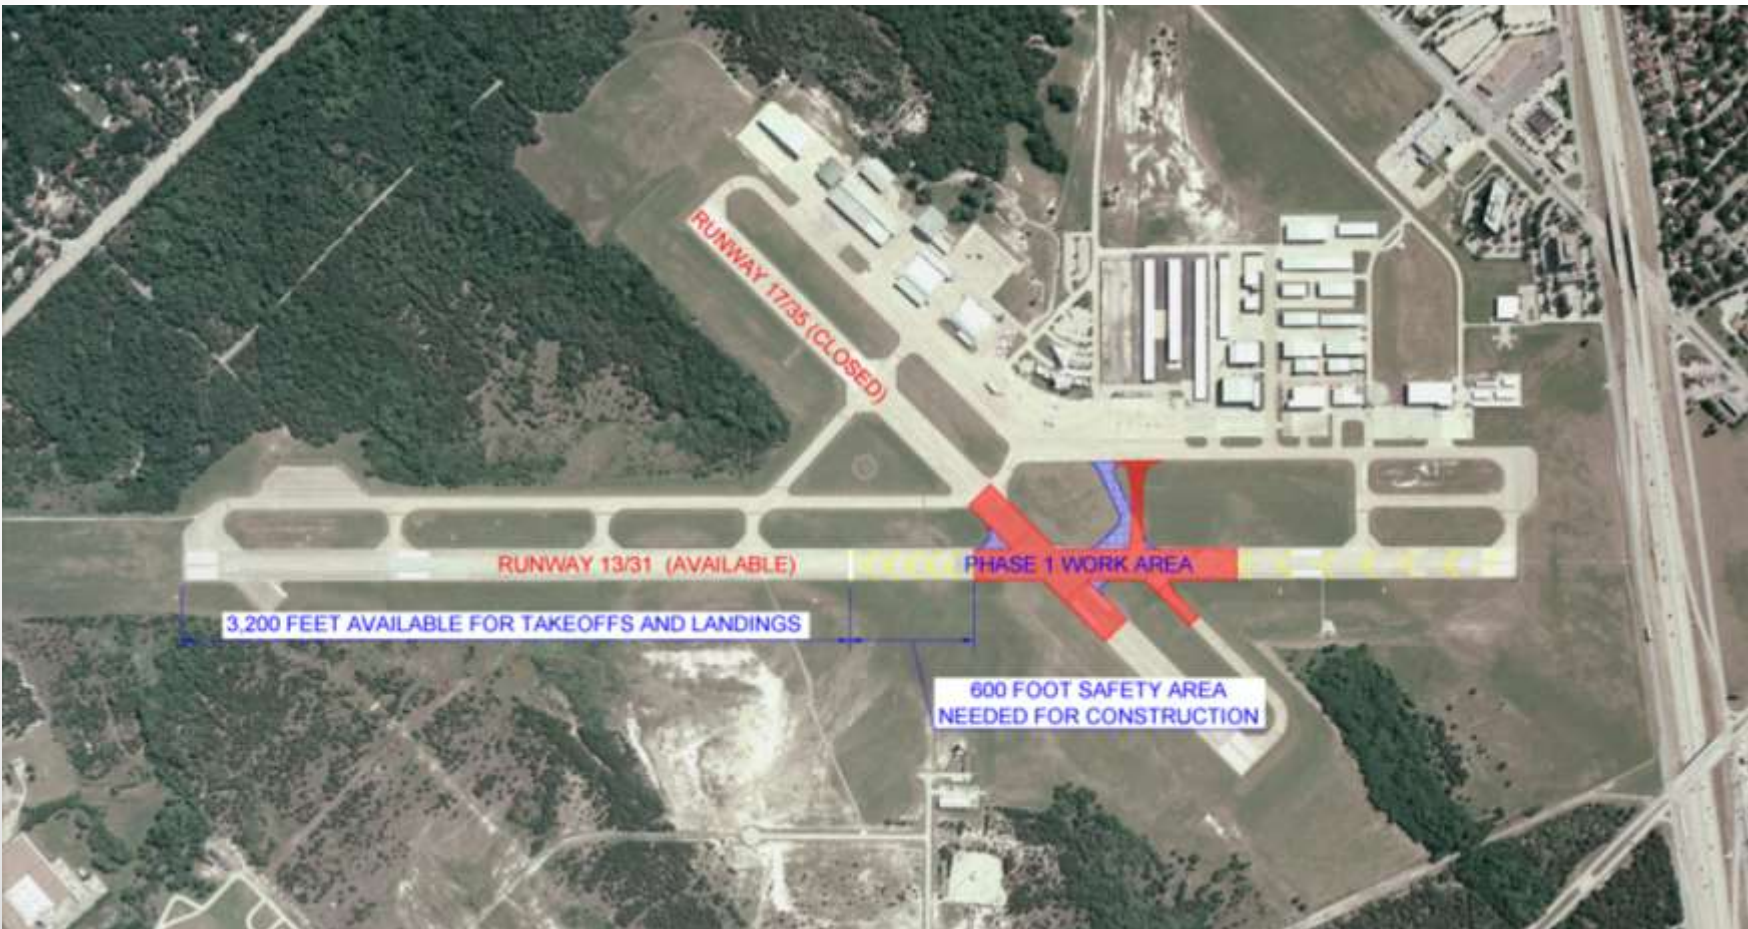 RUNWAY 17/35 (CLOSED)
RUNWAY 13/31 (AVAILABLE)
PHASE 1 WORK AREA
3,200 FEET AVAILABLE FOR TAKEOFFS AND LANDINGS
600 FOOT SAFETY AREA
NEEDED FOR CONSTRUCTION